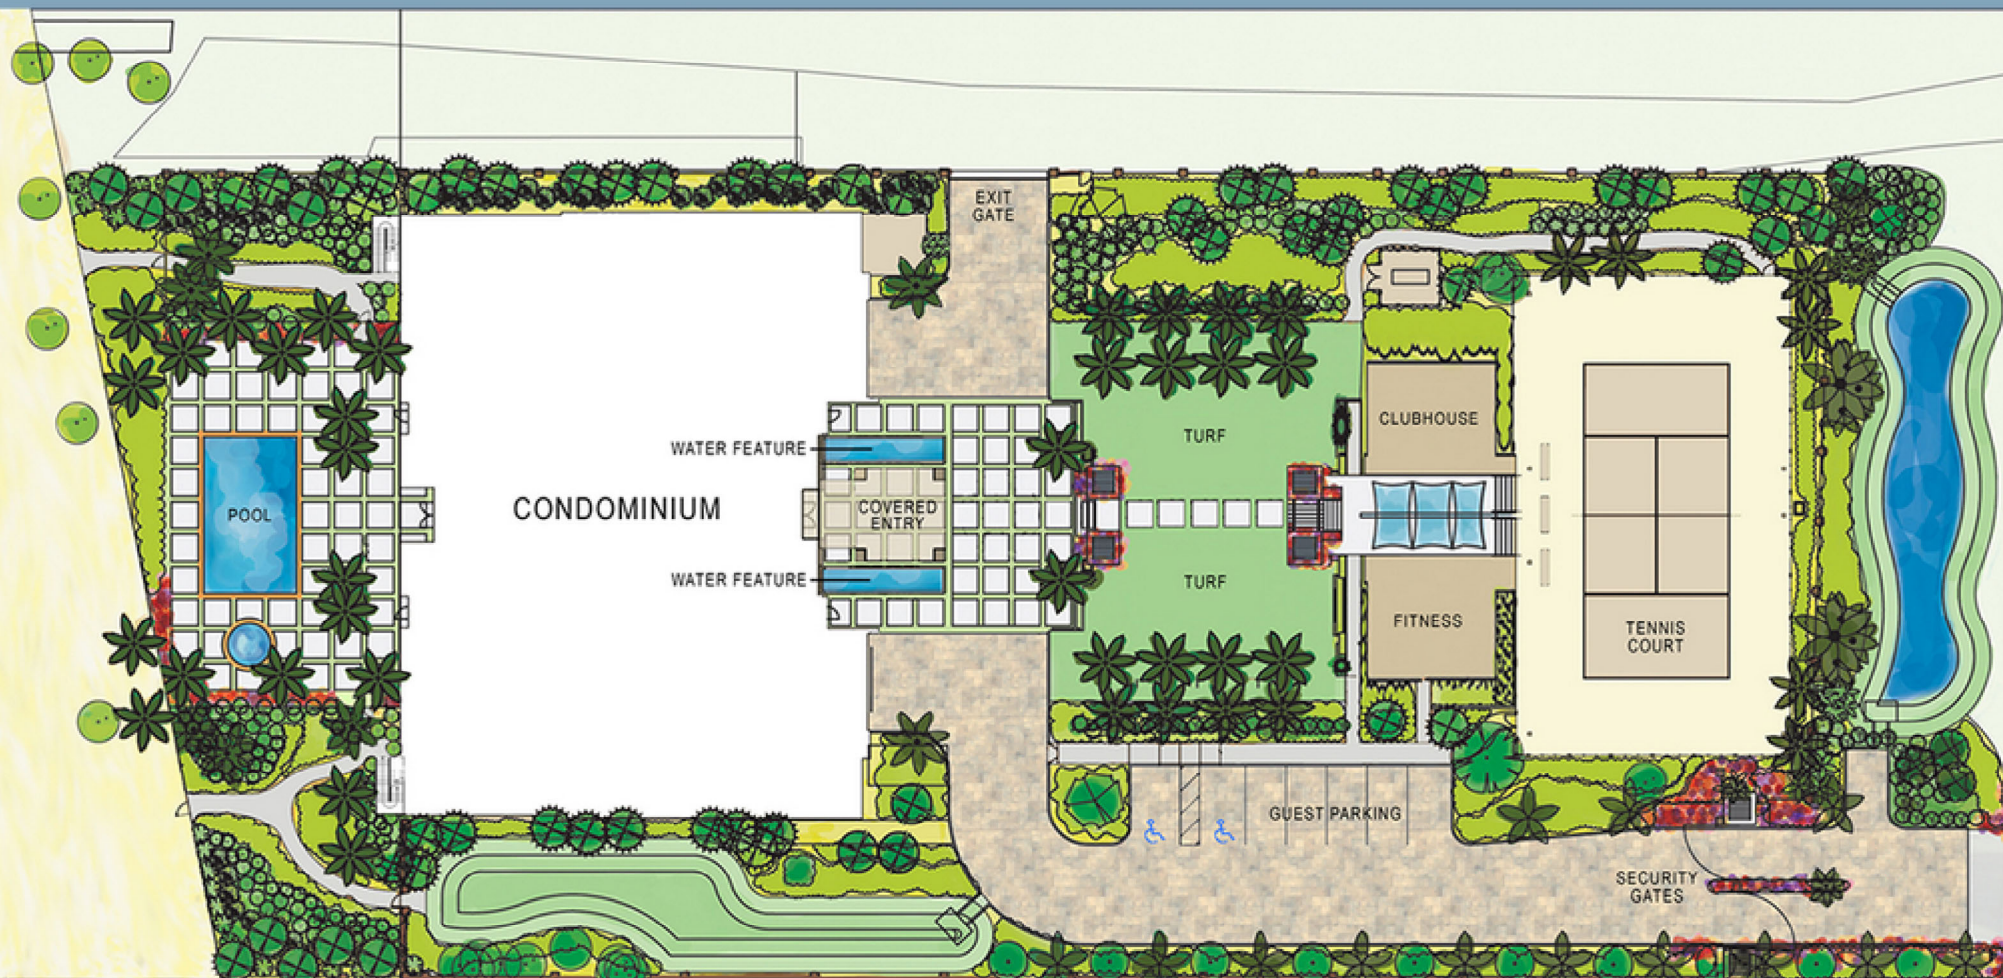 EXIT
GATE
CLUBHOUSE
TURF
WATER FEATURE
CONDOMINIUM
COVERED
ENTRY
POOL
WATER FEATURE
TURF
FITNESS
TENNIS
COURT
GUEST PARKING
SECURITY
GATES